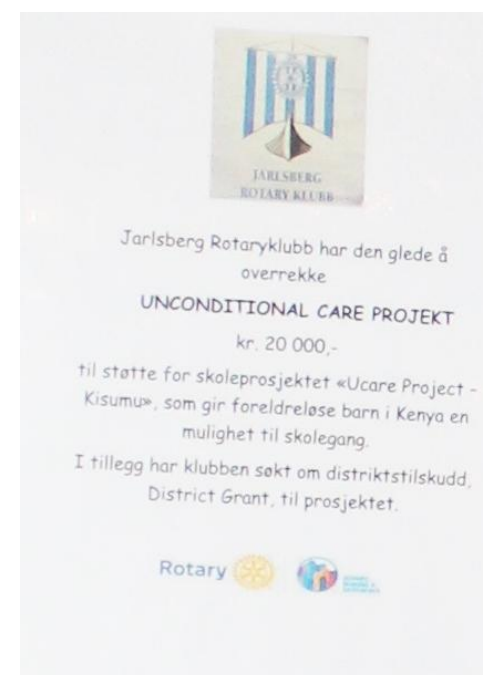 JARLSBERG
ROTARY KLUBB
Jarlsberg Rotaryklubb har den glede å
overrekke
UNCONDITIONAL CARE PROJEKT
kr. 20 000,-
til støtte for skoleprosjektet «Ucare Project -
Kisumu», som gir foreldreløse barn i Kenya en
mulighet til skolegang.
I tillegg har klubben søkt om distriktstilskudd,
District Grant, til prosjektet.
Rotary